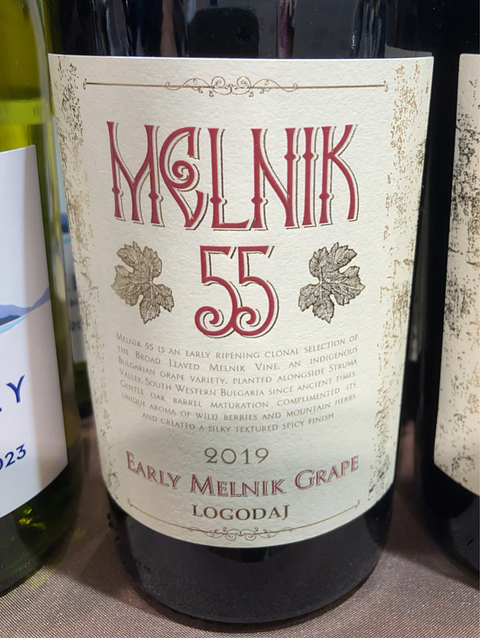 MELNIK
55
Melnik 55 is an early ripening clonal selection of
the Broad Leaved Melnik Vine, an indigenous
Bulgarian grape variety, planted alongside Struma
Valley, South Western Bulgaria since ancient times.
Gentle oak barrel maturation complimented its
unique aroma of wild berries and mountain herbs
and created a silky textured spicy finish
2019
Early Melnik Grape
LOGODAJ
Y
023